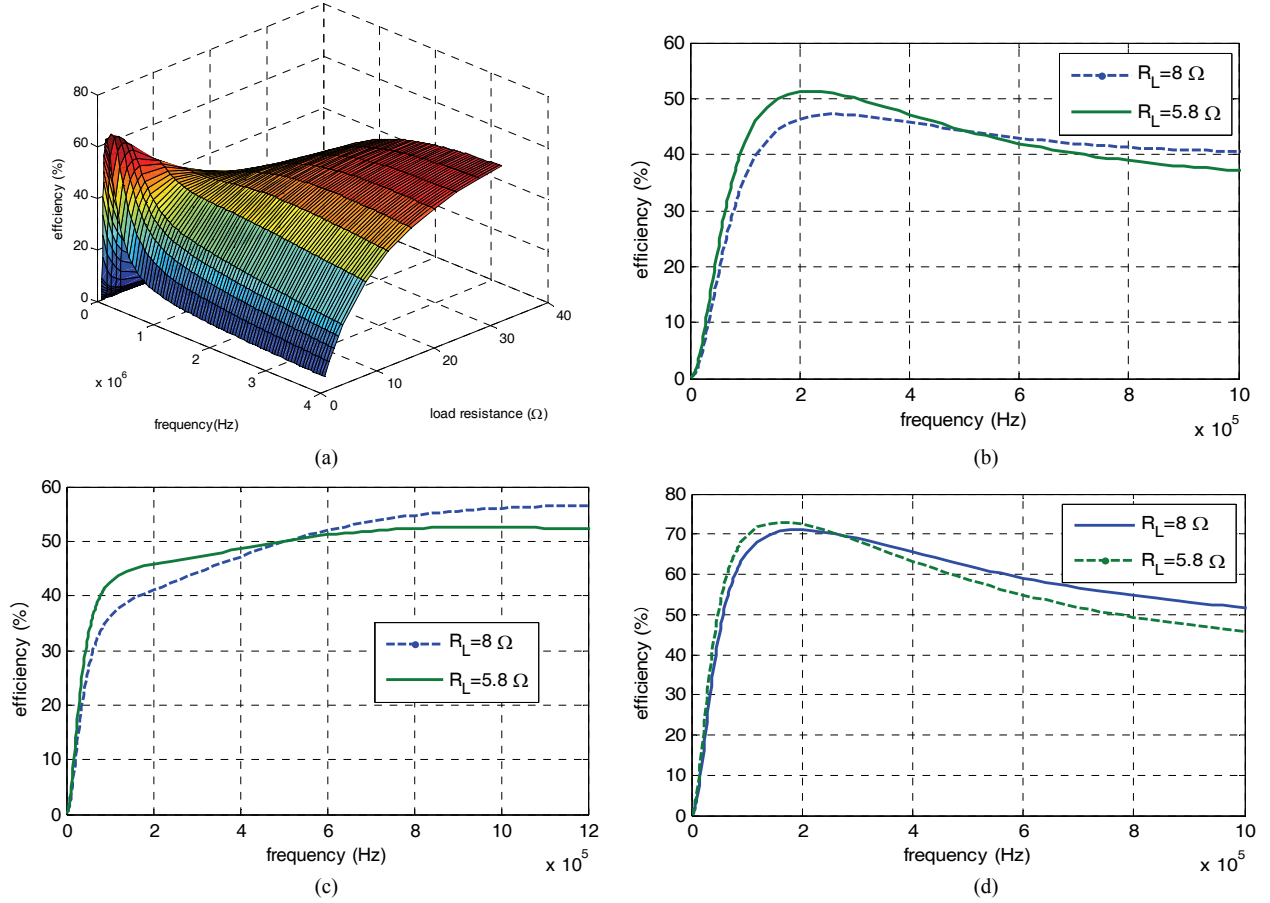 80
60
40
20
0
effciency (%)
0
1
2
3
4
x 10^6
frequency(Hz)
0
10
20
30
40
load resistance (Ω)
(a)
60
50
40
30
20
10
0
efficiency (%)
R_L=8 Ω
R_L=5.8 Ω
0 2 4 6 8 10
frequency (Hz)
x 10^5
(b)
60
50
40
30
20
10
0
efficiency (%)
R_L=8 Ω
R_L=5.8 Ω
0 2 4 6 8 10 12
frequency (Hz)
x 10^5
(c)
80
70
60
50
40
30
20
10
0
efficiency (%)
R_L=8 Ω
R_L=5.8 Ω
0 2 4 6 8 10
frequency (Hz)
x 10^5
(d)